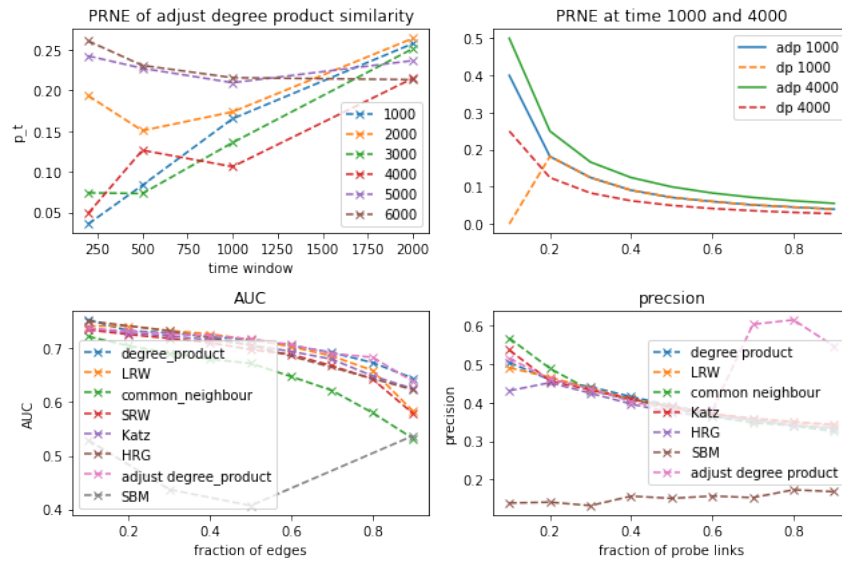 PRNE of adjust degree product similarity
p_t
0.25
0.20
0.15
0.10
0.05
1000
2000
3000
4000
5000
6000
250 500 750 1000 1250 1500 1750 2000
time window
PRNE at time 1000 and 4000
0.5
0.4
0.3
0.2
0.1
0.0
adp 1000
dp 1000
adp 4000
dp 4000
0.2 0.4 0.6 0.8
AUC
AUC
0.7
0.6
0.5
0.4
degree_product
LRW
common_neighbour
SRW
Katz
HRG
adjust degree_product
SBM
0.2 0.4 0.6 0.8
fraction of edges
precsion
precision
0.6
0.5
0.4
0.3
0.2
degree product
LRW
common neighbour
Katz
HRG
SBM
adjust degree product
0.2 0.4 0.6 0.8
fraction of probe links